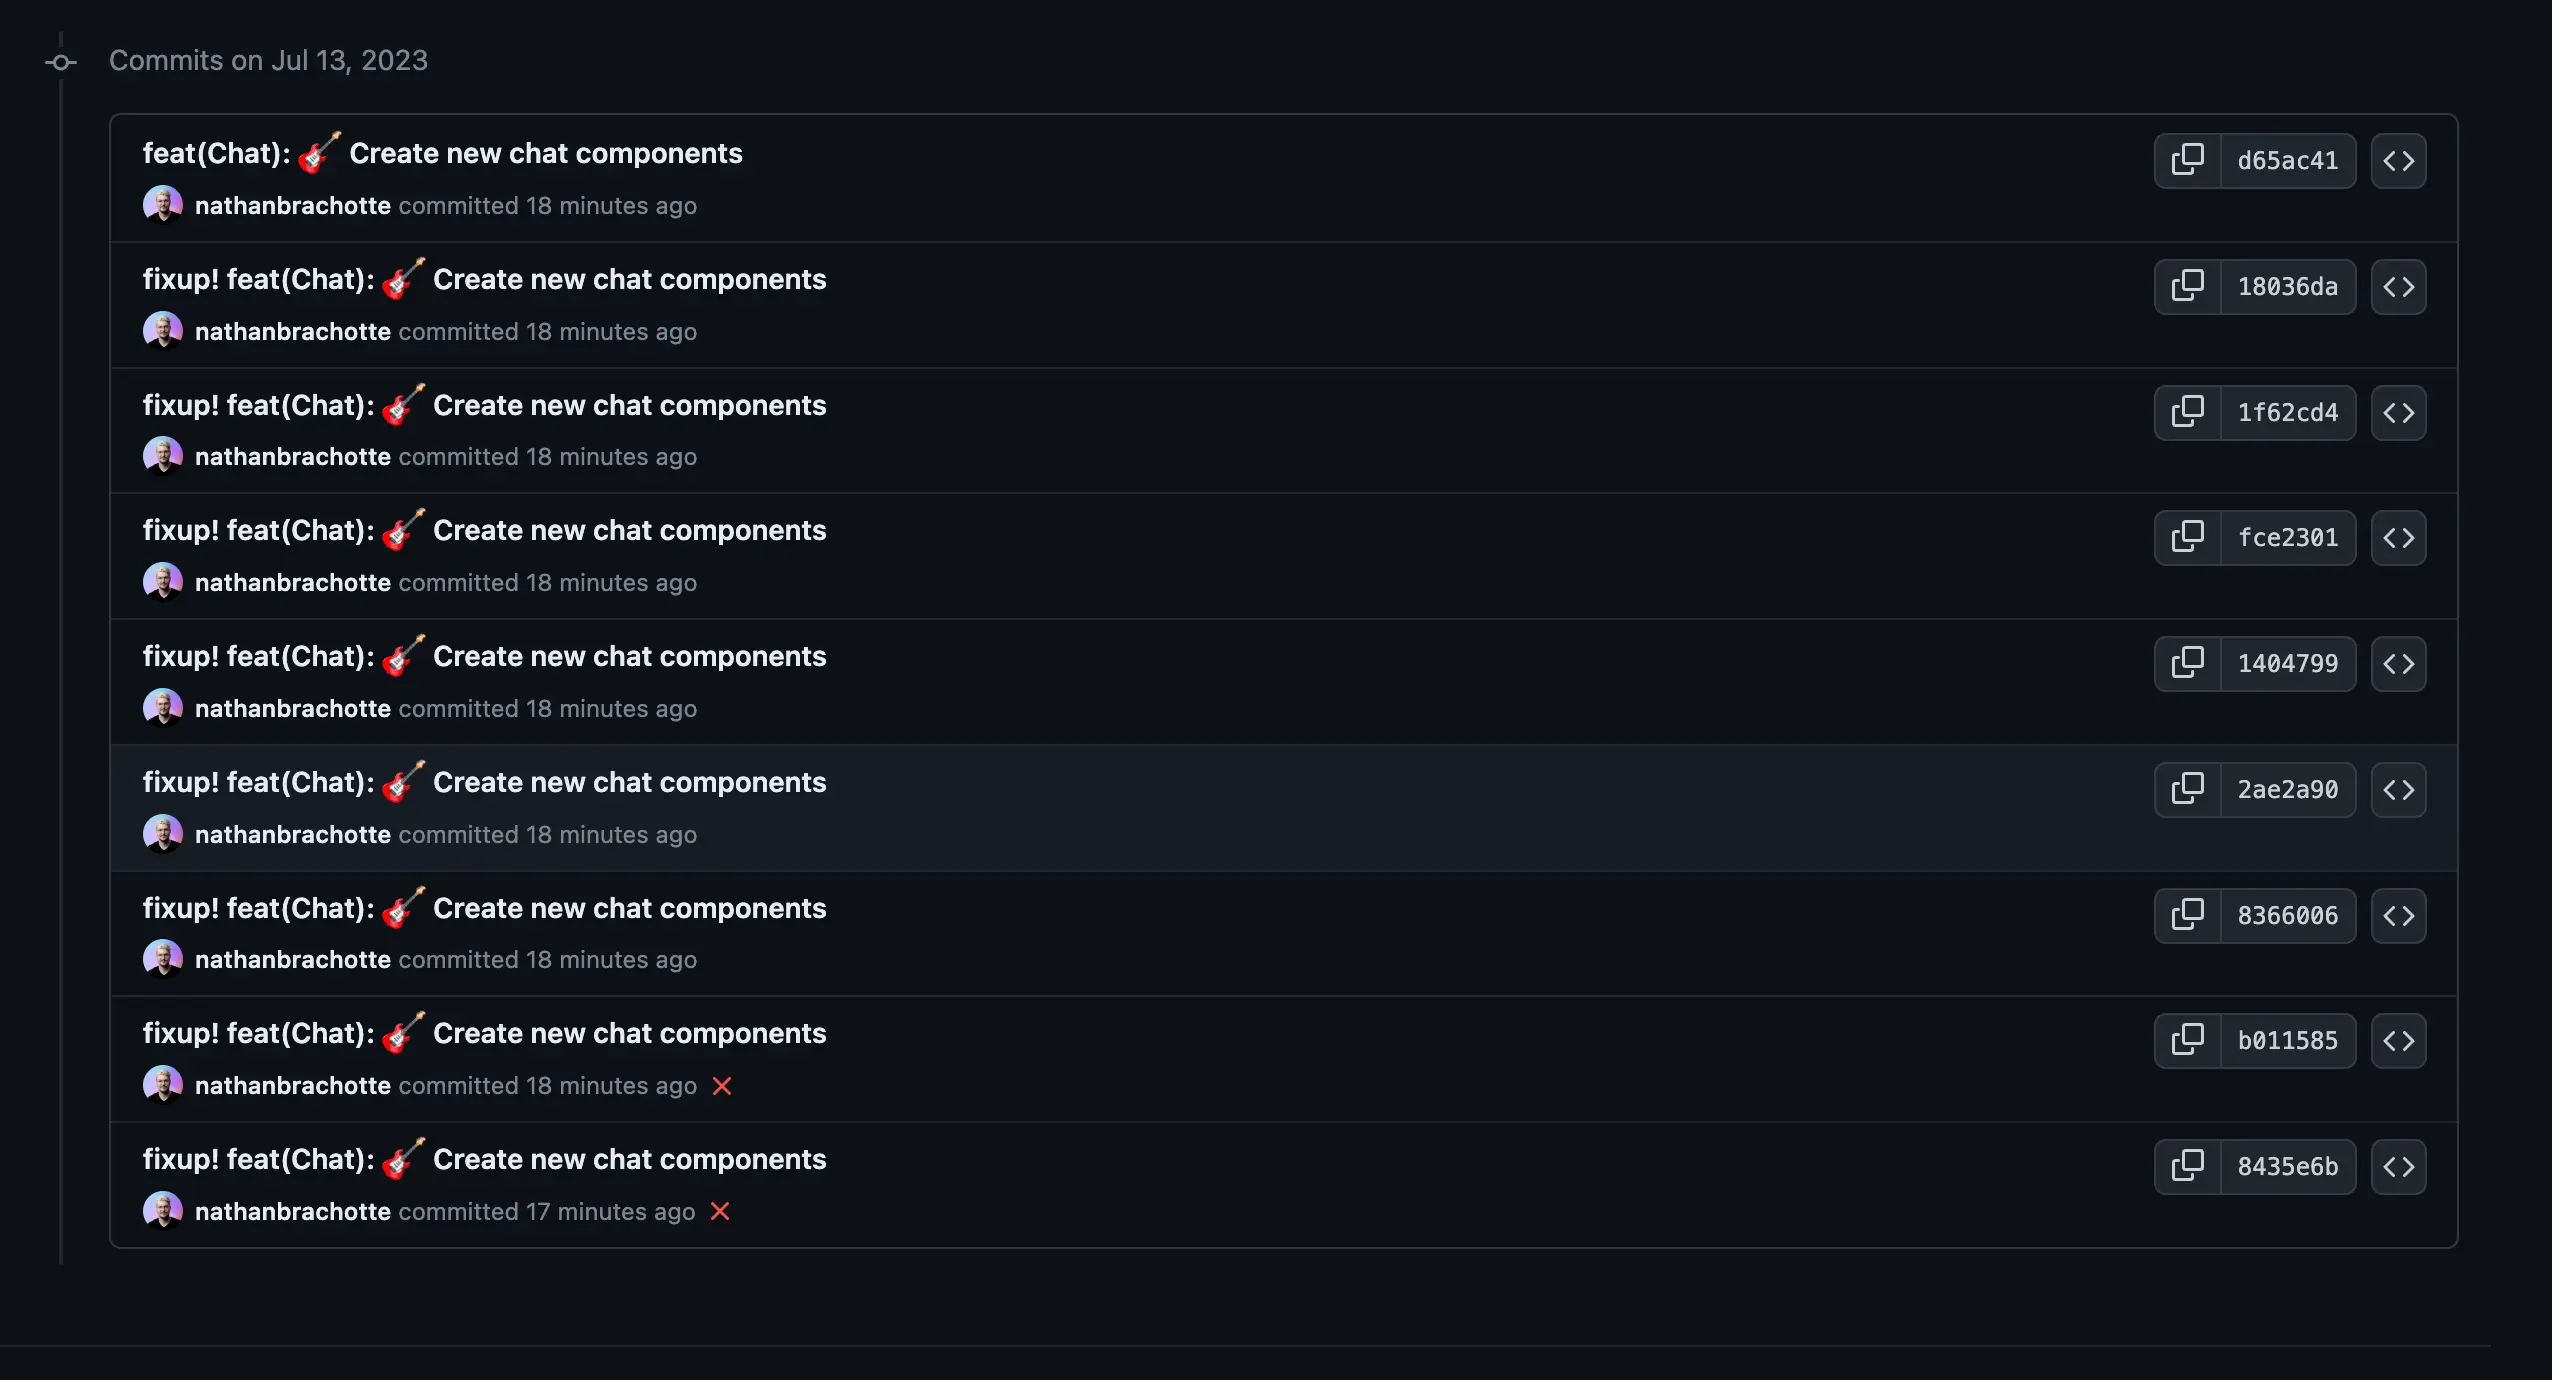 Commits on Jul 13, 2023
feat(Chat): 🎸 Create new chat components
d65ac41
nathanbrachotte committed 18 minutes ago
fixup! feat(Chat): 🎸 Create new chat components
18036da
nathanbrachotte committed 18 minutes ago
fixup! feat(Chat): 🎸 Create new chat components
1f62cd4
nathanbrachotte committed 18 minutes ago
fixup! feat(Chat): 🎸 Create new chat components
fce2301
nathanbrachotte committed 18 minutes ago
fixup! feat(Chat): 🎸 Create new chat components
1404799
nathanbrachotte committed 18 minutes ago
fixup! feat(Chat): 🎸 Create new chat components
2ae2a90
nathanbrachotte committed 18 minutes ago
fixup! feat(Chat): 🎸 Create new chat components
8366006
nathanbrachotte committed 18 minutes ago
fixup! feat(Chat): 🎸 Create new chat components
b011585
nathanbrachotte committed 18 minutes ago
fixup! feat(Chat): 🎸 Create new chat components
8435e6b
nathanbrachotte committed 17 minutes ago